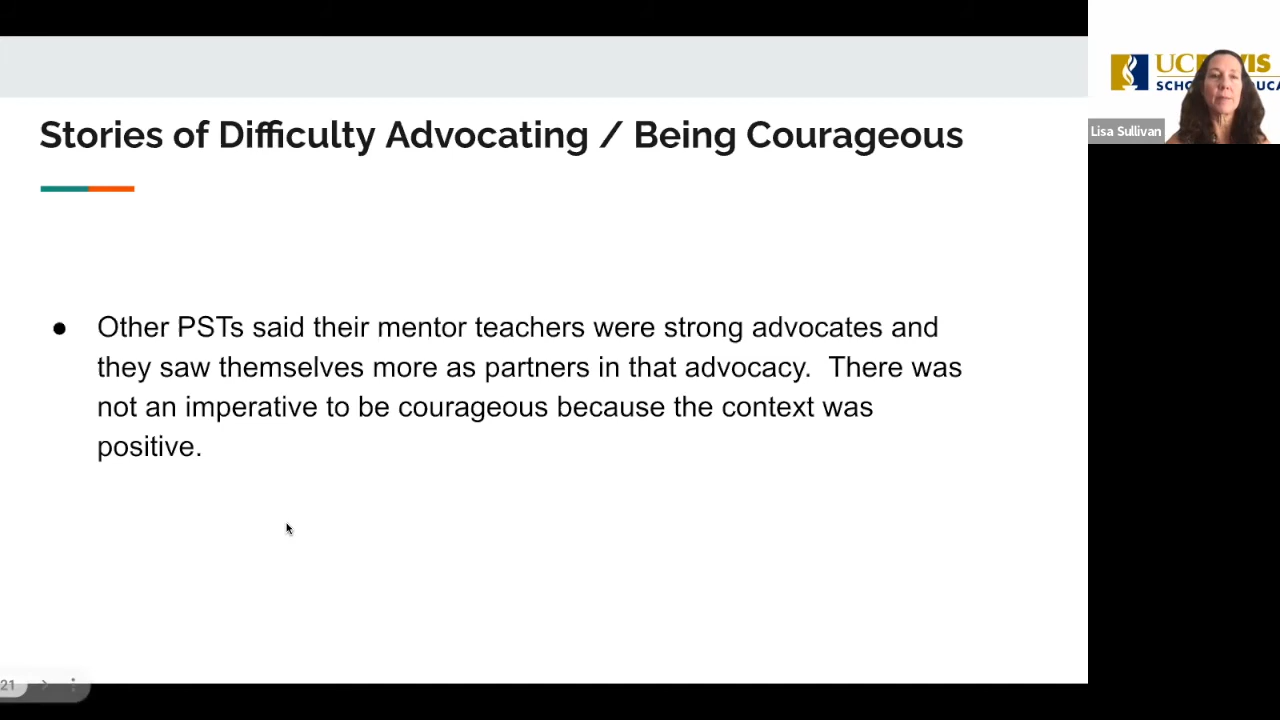 Stories of Difficulty Advocating / Being Courageous
● Other PSTs said their mentor teachers were strong advocates and
they saw themselves more as partners in that advocacy.  There was
not an imperative to be courageous because the context was
positive.
21
UC
Lisa Sullivan